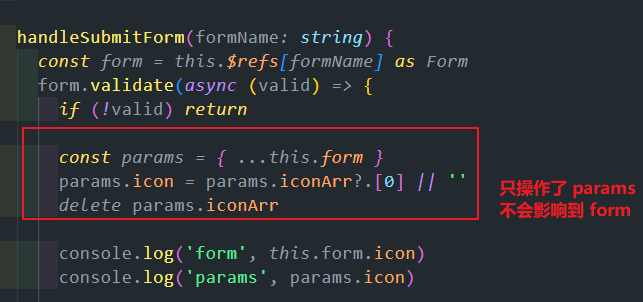 handleSubmitForm(formName: string) {
const form = this.$refs[formName] as Form
form.validate(async (valid) => {
if (!valid) return
const params = { ...this.form }
params.icon = params.iconArr?.[0] || ''
delete params.iconArr
只操作了 params
不会影响到 form
console.log('form', this.form.icon)
console.log('params', params.icon)